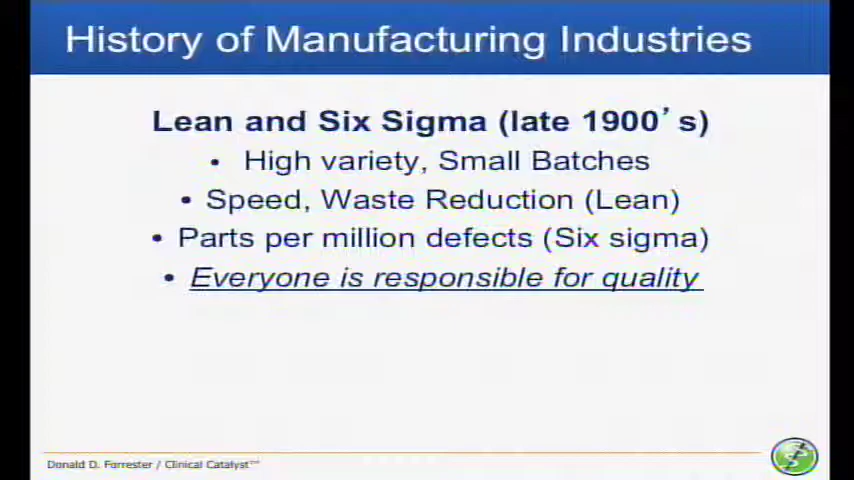 History of Manufacturing Industries
Lean and Six Sigma (late 1900's)
• High variety, Small Batches
• Speed, Waste Reduction (Lean)
• Parts per million defects (Six sigma)
• Everyone is responsible for quality
Donald D. Forrester / Clinical Catalyst™